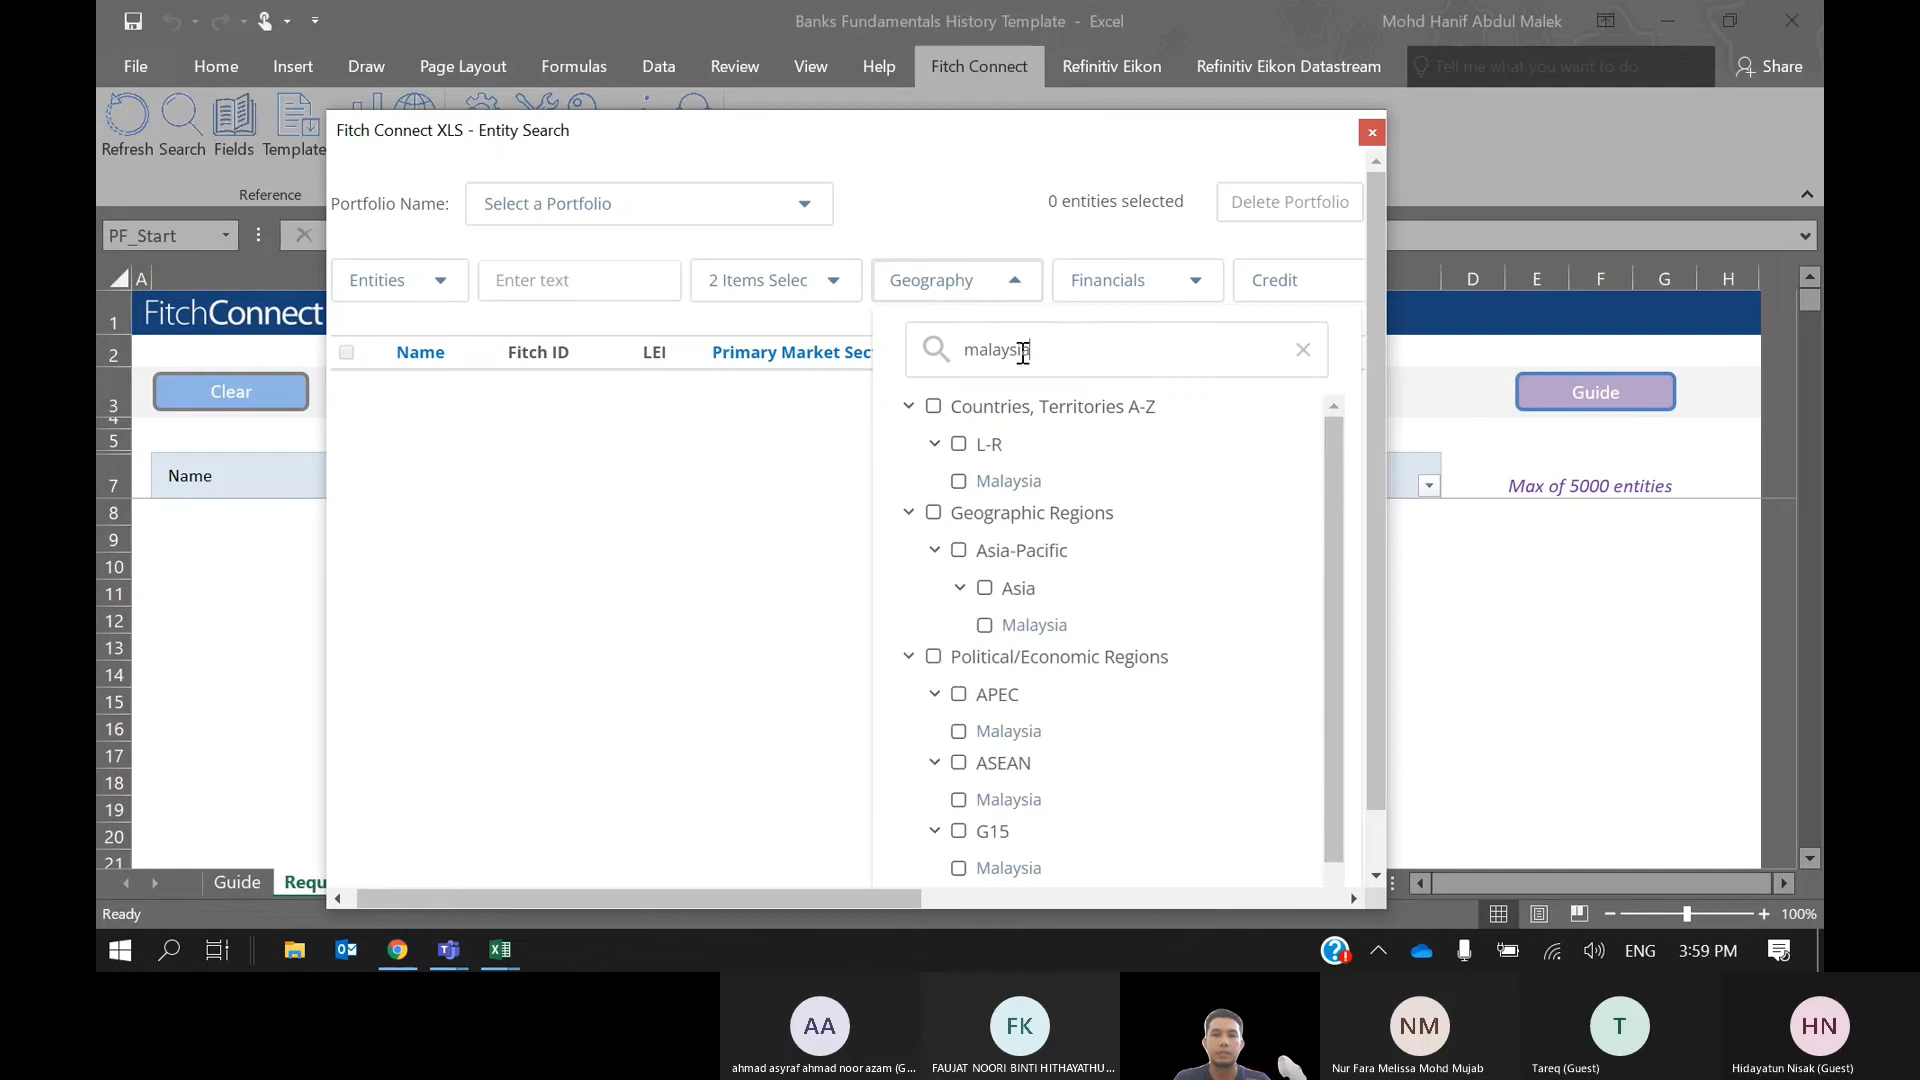 Banks Fundamentals History Template - Excel
Mohd Hanif Abdul Malek
File Home Insert Draw Page Layout Formulas Data Review View Help Fitch Connect Refinitiv Eikon Refinitiv Eikon Datastream Tell me what you want to do Share
Refresh Search Fields Template
Reference
Fitch Connect XLS - Entity Search
Portfolio Name: Select a Portfolio 0 entities selected Delete Portfolio
PF_Start
Entities Enter text 2 Items Selec Geography Financials Credit
A D E F G H
1 FitchConnect
malaysia
2 Name Fitch ID LEI Primary Market Sec
3 Clear Guide
Countries, Territories A-Z
4
5 L-R
7 Name Max of 5000 entities
Malaysia
8 Geographic Regions
9 Asia-Pacific
10
11 Asia
12 Malaysia
13 Political/Economic Regions
14 APEC
15
16 Malaysia
17 ASEAN
18 Malaysia
19 G15
20
21 Malaysia
Guide Requ
Ready 100%
ENG 3:59 PM
AA FK NM T HN
ahmad asyraf ahmad noor azam (G... FAUJAT NOORI BINTI HITHAYATHU... Nur Fara Melissa Mohd Mujab Tareq (Guest) Hidayatun Nisak (Guest)